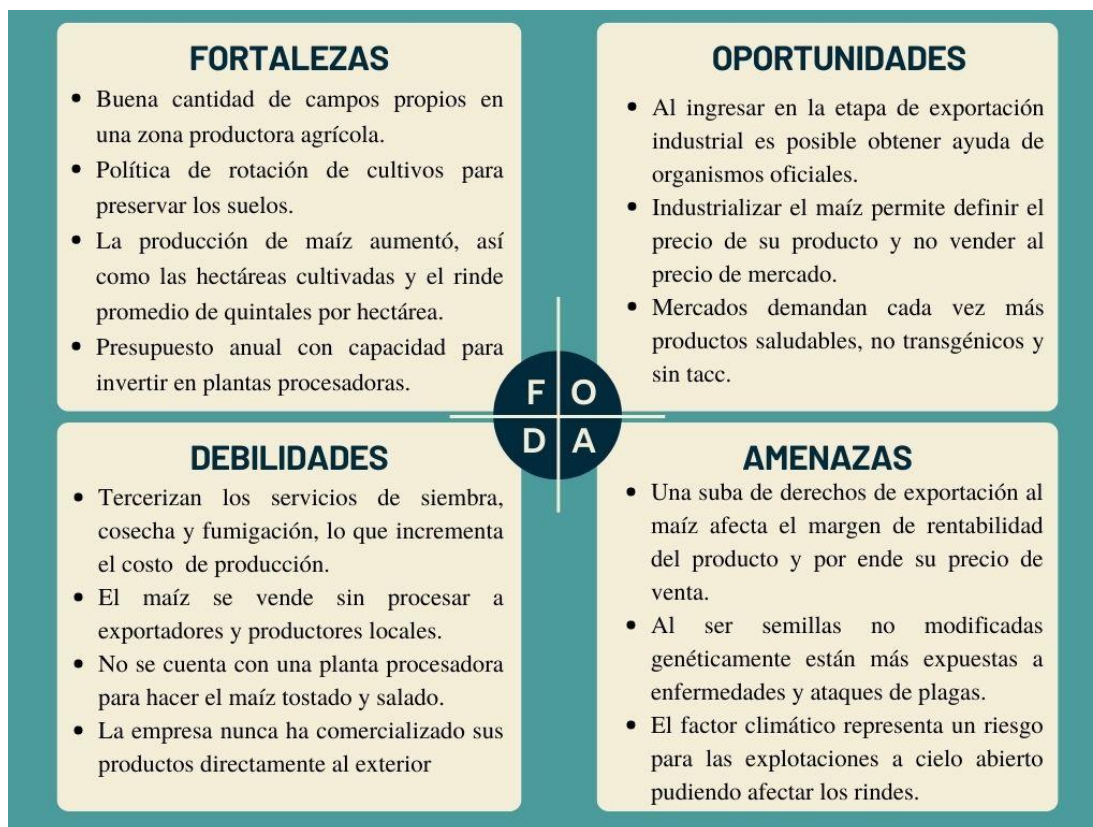 FORTALEZAS
Buena cantidad de campos propios en
una zona productora agrícola.
Política de rotación de cultivos para
preservar los suelos.
La producción de maíz aumentó, así
como las hectáreas cultivadas y el rinde
promedio de quintales por hectárea.
Presupuesto anual con capacidad para
invertir en plantas procesadoras.
OPORTUNIDADES
Al ingresar en la etapa de exportación
industrial es posible obtener ayuda de
organismos oficiales.
Industrializar el maíz permite definir el
precio de su producto y no vender al
precio de mercado.
Mercados demandan cada vez más
productos saludables, no transgénicos y
sin tacc.
F O
D A
DEBILIDADES
Tercerizan los servicios de siembra,
cosecha y fumigación, lo que incrementa
el costo de producción.
El maíz se vende sin procesar a
exportadores y productores locales.
No se cuenta con una planta procesadora
para hacer el maíz tostado y salado.
La empresa nunca ha comercializado sus
productos directamente al exterior
AMENAZAS
Una suba de derechos de exportación al
maíz afecta el margen de rentabilidad
del producto y por ende su precio de
venta.
Al ser semillas no modificadas
genéticamente están más expuestas a
enfermedades y ataques de plagas.
El factor climático representa un riesgo
para las explotaciones a cielo abierto
pudiendo afectar los rindes.